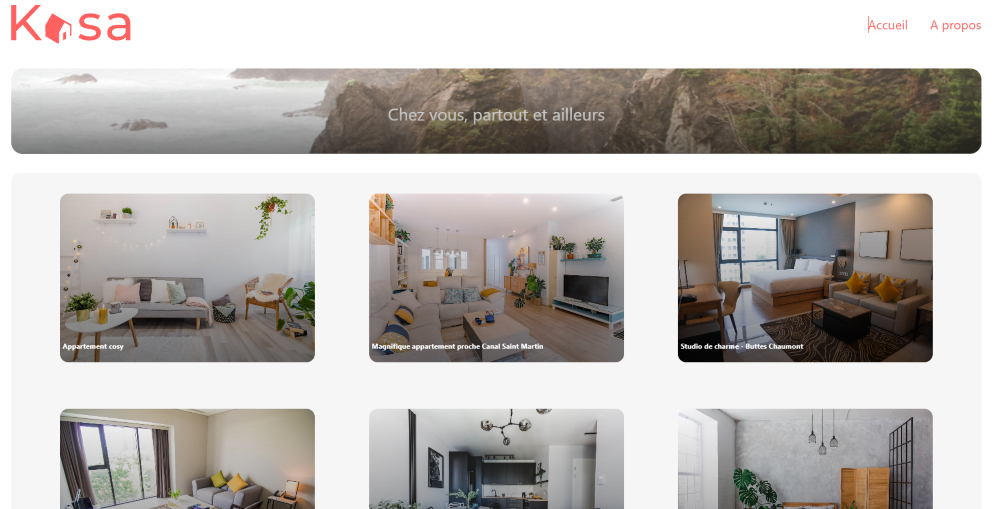 Kasa
Accueil
A propos
Chez vous, partout et ailleurs
Appartement cosy
Magnifique appartement proche Canal Saint Martin
Studio de charme - Buttes Chaumont